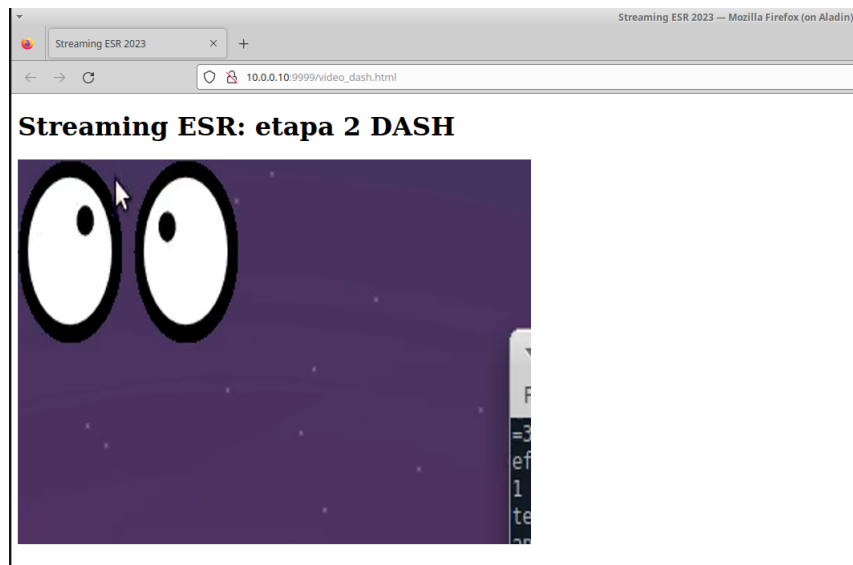 Streaming ESR 2023 — Mozilla Firefox (on Aladin)
Streaming ESR 2023
10.0.0.10:9999/video_dash.html
Streaming ESR: etapa 2 DASH
=3
ef
1
te